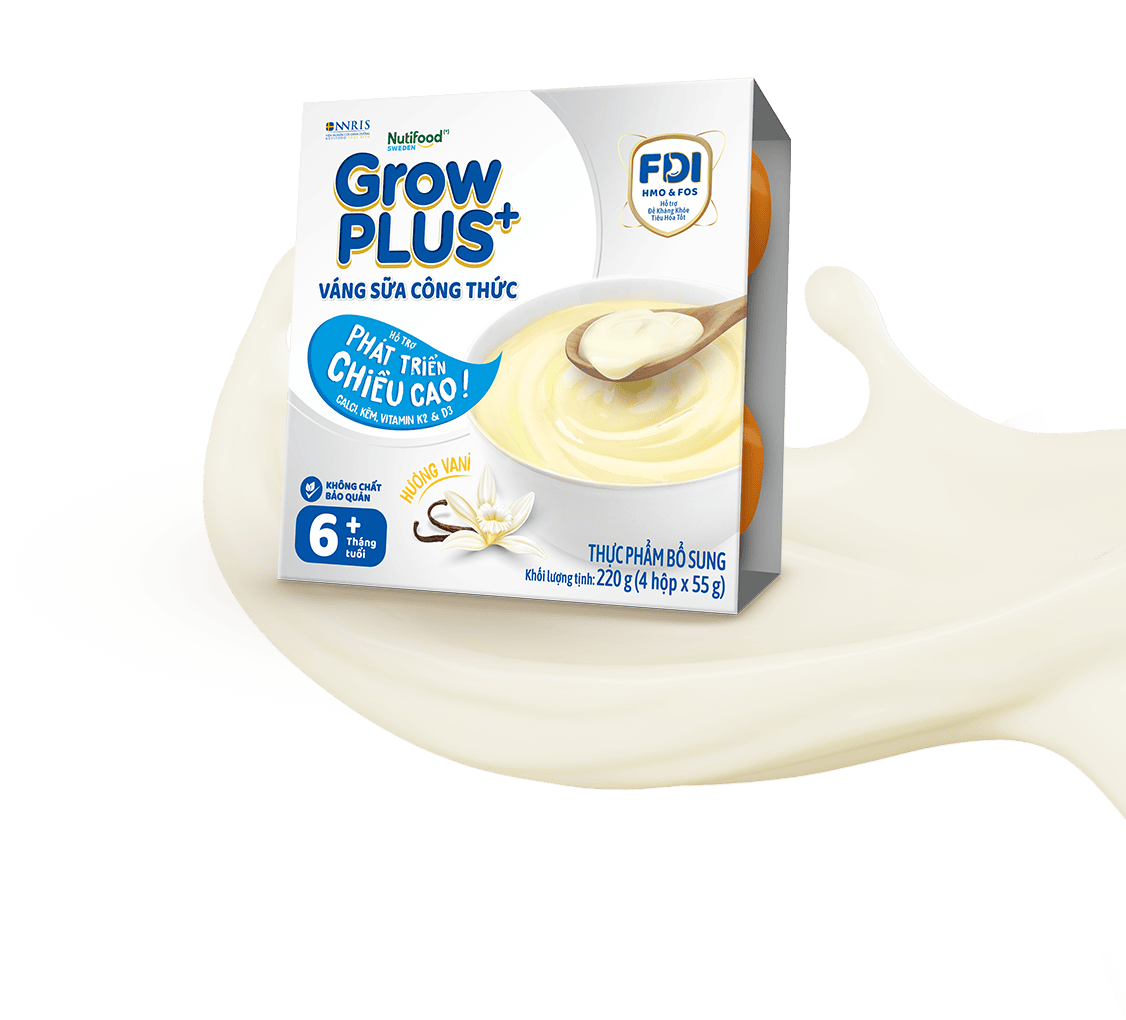 NNRIS
Nutifood(*)
SWEDEN
Grow
PLUS+
VÁNG SỮA CÔNG THỨC
FDI
HMO & FOS
Hỗ trợ
Đề Kháng Khỏe
Tiêu Hóa Tốt
HỖ TRỢ
PHÁT TRIỂN
CHIỀU CAO!
CALCI, KẼM, VITAMIN K2 & D3
HƯƠNG VANI
KHÔNG CHẤT
BẢO QUẢN
6+
Tháng
tuổi
THỰC PHẨM BỔ SUNG
Khối lượng tịnh: 220 g (4 hộp x 55 g)